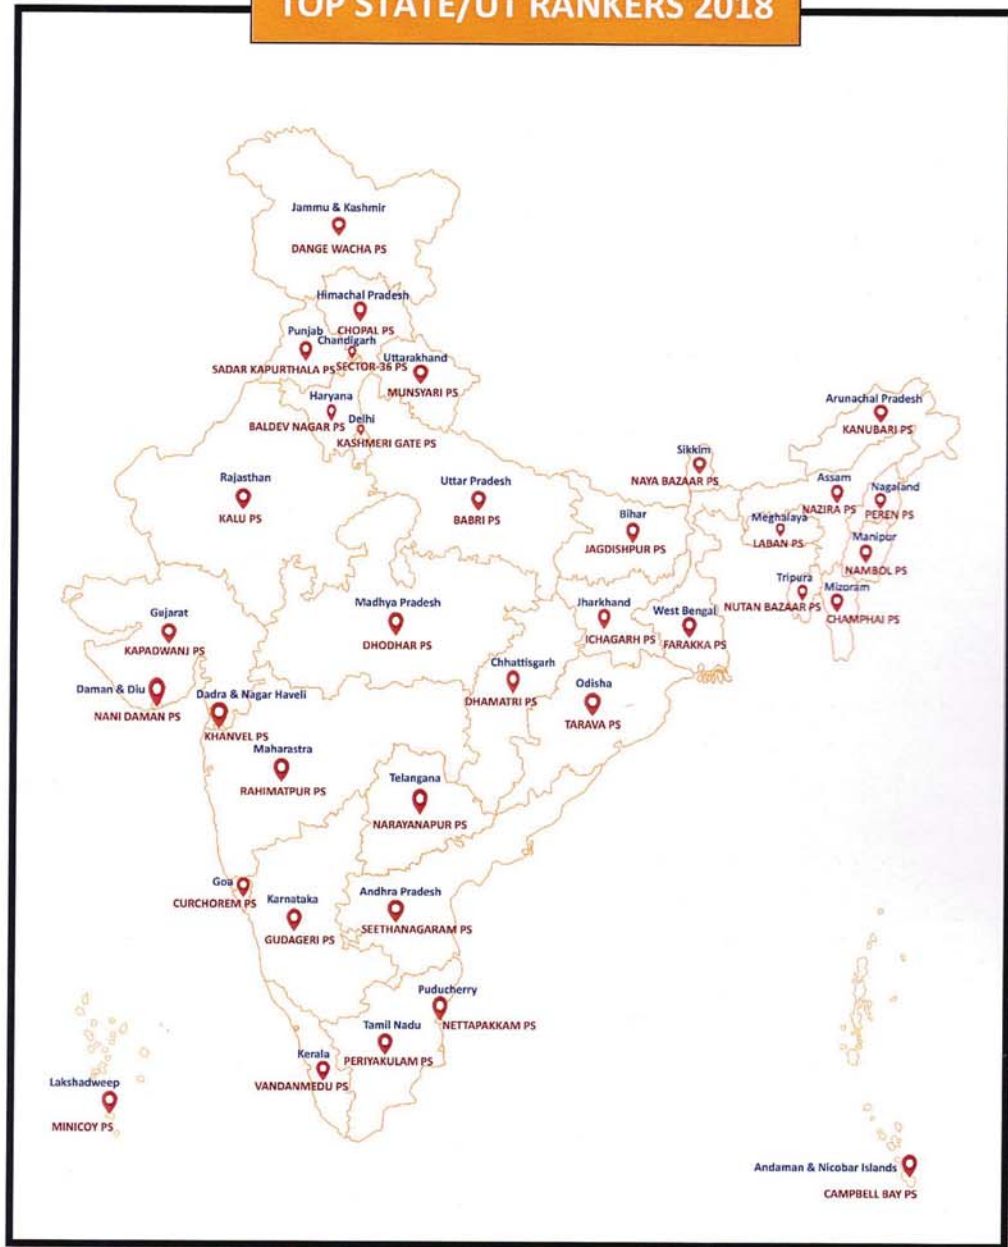 TOP STATE/UT RANKERS 2018
Jammu & Kashmir
DANGE WACHA PS
Himachal Pradesh
CHOPAL PS
Punjab
SADAR KAPURTHALA PS
Chandigarh
SECTOR-36 PS
Uttarakhand
MUNSYARI PS
Haryana
BALDEV NAGAR PS
Delhi
KASHMERI GATE PS
Arunachal Pradesh
KANUBARI PS
Sikkim
NAYA BAZAAR PS
Rajasthan
KALU PS
Uttar Pradesh
BABRI PS
Bihar
JAGDISHPUR PS
Assam
NAZIRA PS
Nagaland
PEREN PS
Meghalaya
LABAN PS
Manipur
NAMBOL PS
Tripura
NUTAN BAZAAR PS
Mizoram
CHAMPHAI PS
Gujarat
KAPADWANJ PS
Madhya Pradesh
DHODHAR PS
Jharkhand
ICHAGARH PS
West Bengal
FARAKKA PS
Chhattisgarh
DHAMATRI PS
Odisha
TARAVA PS
Daman & Diu
NANI DAMAN PS
Dadra & Nagar Haveli
KHANVEL PS
Maharastra
RAHIMATPUR PS
Telangana
NARAYANAPUR PS
Goa
CURCHOREM PS
Karnataka
GUDAGERI PS
Andhra Pradesh
SEETHANAGARAM PS
Puducherry
NETTAPAKKAM PS
Tamil Nadu
PERIYAKULAM PS
Kerala
VANDANMEDU PS
Lakshadweep
MINICOY PS
Andaman & Nicobar Islands
CAMPBELL BAY PS